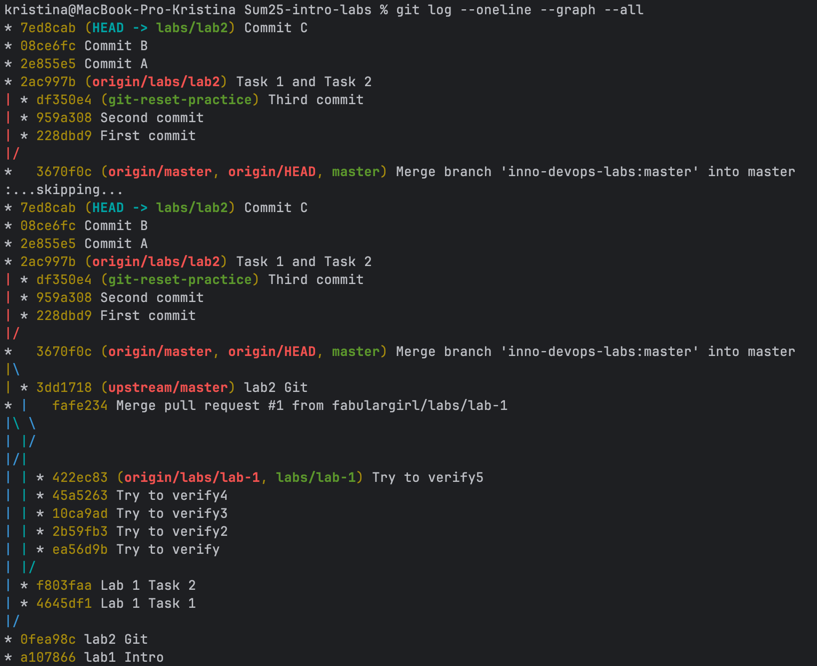 kristina@MacBook-Pro-Kristina Sum25-intro-labs % git log --oneline --graph --all
* 7ed8cab (HEAD -> labs/lab2) Commit C
* 08ce6fc Commit B
* 2e855e5 Commit A
* 2ac997b (origin/labs/lab2) Task 1 and Task 2
| * df350e4 (git-reset-practice) Third commit
| * 959a308 Second commit
| * 228dbd9 First commit
|/
*   3670f0c (origin/master, origin/HEAD, master) Merge branch 'inno-devops-labs:master' into master
:...skipping...
* 7ed8cab (HEAD -> labs/lab2) Commit C
* 08ce6fc Commit B
* 2e855e5 Commit A
* 2ac997b (origin/labs/lab2) Task 1 and Task 2
| * df350e4 (git-reset-practice) Third commit
| * 959a308 Second commit
| * 228dbd9 First commit
|/
*   3670f0c (origin/master, origin/HEAD, master) Merge branch 'inno-devops-labs:master' into master
|\
| * 3dd1718 (upstream/master) lab2 Git
* |   fafe234 Merge pull request #1 from fabulargirl/labs/lab-1
|\ \
| |/
|/|
| | * 422ec83 (origin/labs/lab-1, labs/lab-1) Try to verify5
| | * 45a5263 Try to verify4
| | * 10ca9ad Try to verify3
| | * 2b59fb3 Try to verify2
| | * ea56d9b Try to verify
| |/
| * f803faa Lab 1 Task 2
| * 4645df1 Lab 1 Task 1
|/
* 0fea98c lab2 Git
* a107866 lab1 Intro